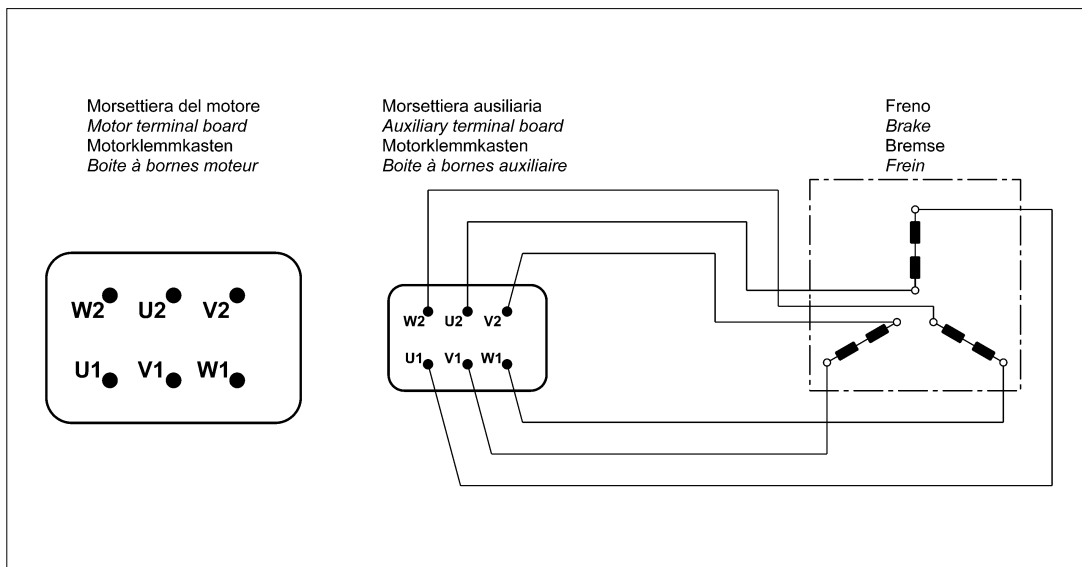 Morsettiera del motore
Motor terminal board
Motorklemmkasten
Boite à bornes moteur
Morsettiera ausiliaria
Auxiliary terminal board
Motorklemmkasten
Boite à bornes auxiliaire
Freno
Brake
Bremse
Frein
W2 U2 V2
U1 V1 W1
W2 U2 V2
U1 V1 W1